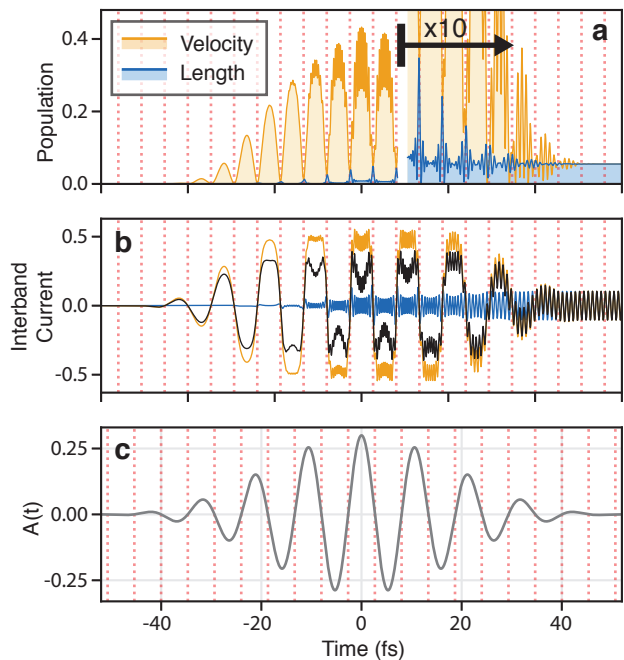 0.4
0.2
0.0
Population
Velocity
Length
x10
a
b
0.5
0.0
-0.5
Interband
Current
c
0.25
0.00
-0.25
A(t)
-40
-20
0
20
40
Time (fs)